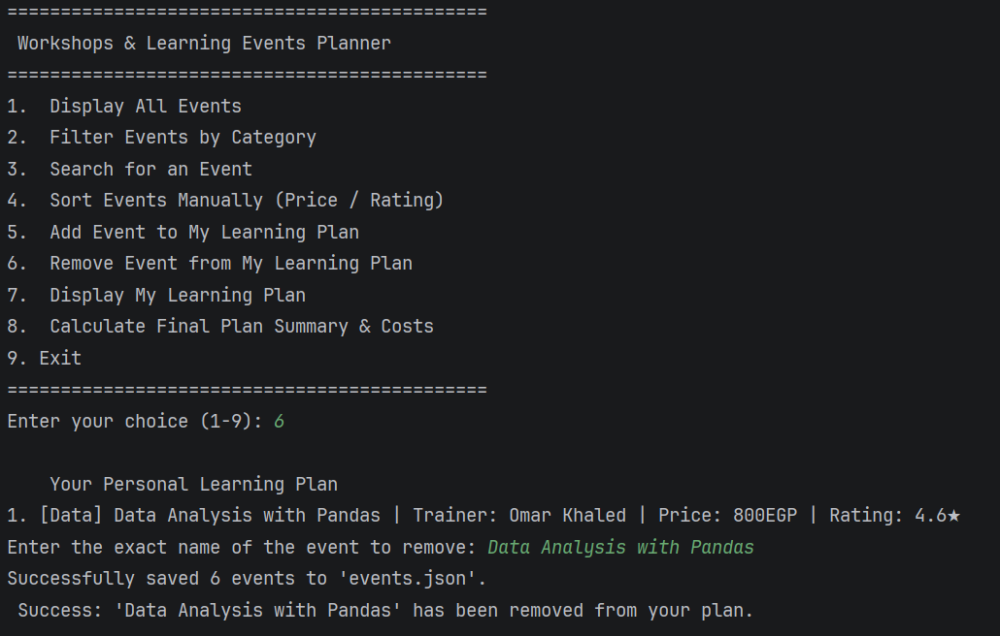 =============================================
Workshops & Learning Events Planner
=============================================
1.  Display All Events
2.  Filter Events by Category
3.  Search for an Event
4.  Sort Events Manually (Price / Rating)
5.  Add Event to My Learning Plan
6.  Remove Event from My Learning Plan
7.  Display My Learning Plan
8.  Calculate Final Plan Summary & Costs
9. Exit
=============================================
Enter your choice (1-9): 6
Your Personal Learning Plan
1. [Data] Data Analysis with Pandas | Trainer: Omar Khaled | Price: 800EGP | Rating: 4.6★
Enter the exact name of the event to remove: Data Analysis with Pandas
Successfully saved 6 events to 'events.json'.
Success: 'Data Analysis with Pandas' has been removed from your plan.